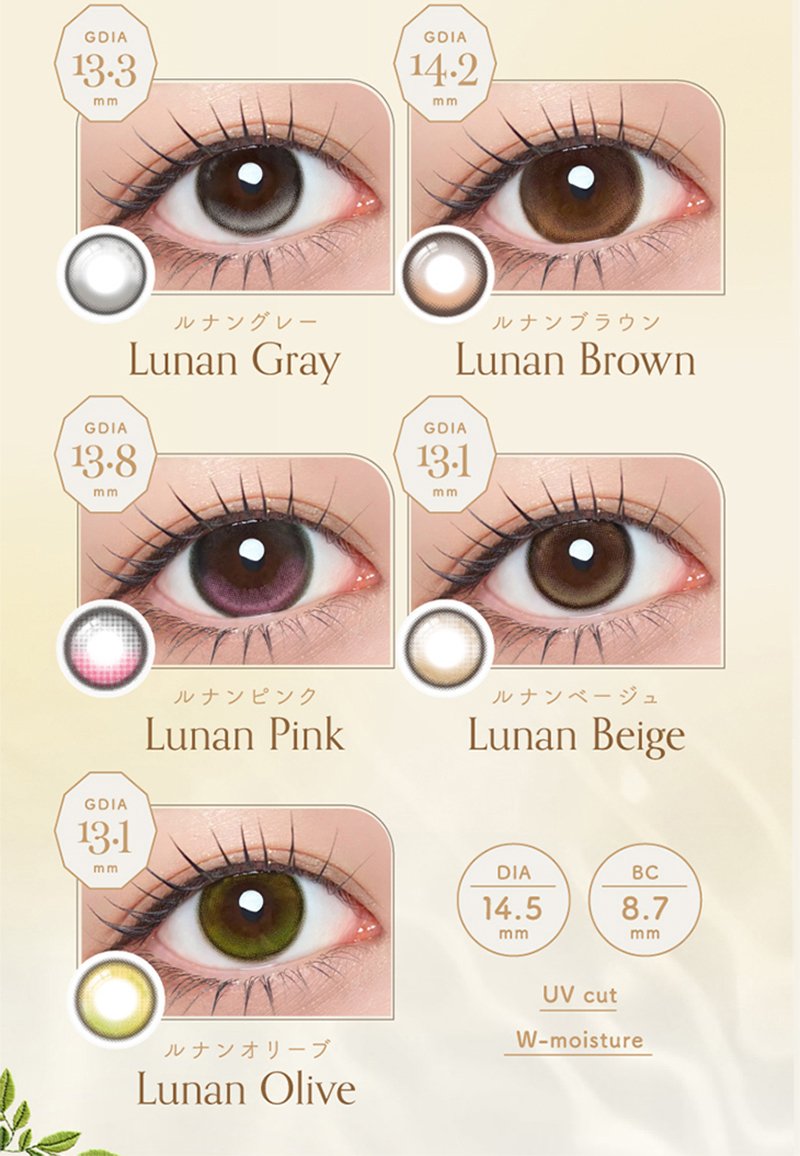 GDIA
13.3
mm
ルナングレー
Lunan Gray
GDIA
14.2
mm
ルナンブラウン
Lunan Brown
GDIA
13.8
mm
ルナンピンク
Lunan Pink
GDIA
13.1
mm
ルナンベージュ
Lunan Beige
GDIA
13.1
mm
ルナンオリーブ
Lunan Olive
DIA
14.5
mm
BC
8.7
mm
UV cut
W-moisture